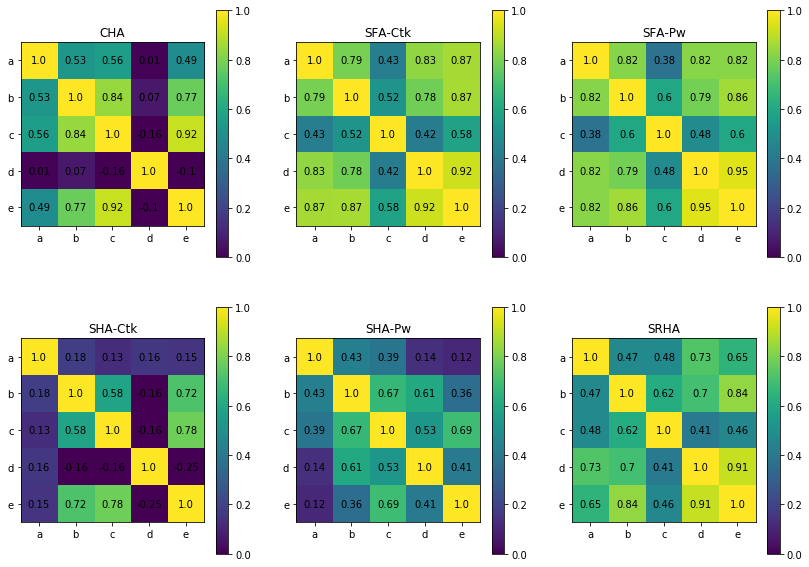 CHA
a 1.0 0.53 0.56 0.01 0.49
b 0.53 1.0 0.84 0.07 0.77
c 0.56 0.84 1.0 -0.16 0.92
d 0.01 0.07 -0.16 1.0 -0.1
e 0.49 0.77 0.92 -0.1 1.0
a b c d e
1.0
0.8
0.6
0.4
0.2
0.0
SFA-Ctk
a 1.0 0.79 0.43 0.83 0.87
b 0.79 1.0 0.52 0.78 0.87
c 0.43 0.52 1.0 0.42 0.58
d 0.83 0.78 0.42 1.0 0.92
e 0.87 0.87 0.58 0.92 1.0
a b c d e
1.0
0.8
0.6
0.4
0.2
0.0
SFA-Pw
a 1.0 0.82 0.38 0.82 0.82
b 0.82 1.0 0.6 0.79 0.86
c 0.38 0.6 1.0 0.48 0.6
d 0.82 0.79 0.48 1.0 0.95
e 0.82 0.86 0.6 0.95 1.0
a b c d e
1.0
0.8
0.6
0.4
0.2
0.0
SHA-Ctk
a 1.0 0.18 0.13 0.16 0.15
b 0.18 1.0 0.58 -0.16 0.72
c 0.13 0.58 1.0 -0.16 0.78
d 0.16 -0.16 -0.16 1.0 -0.25
e 0.15 0.72 0.78 -0.25 1.0
a b c d e
1.0
0.8
0.6
0.4
0.2
0.0
SHA-Pw
a 1.0 0.43 0.39 0.14 0.12
b 0.43 1.0 0.67 0.61 0.36
c 0.39 0.67 1.0 0.53 0.69
d 0.14 0.61 0.53 1.0 0.41
e 0.12 0.36 0.69 0.41 1.0
a b c d e
1.0
0.8
0.6
0.4
0.2
0.0
SRHA
a 1.0 0.47 0.48 0.73 0.65
b 0.47 1.0 0.62 0.7 0.84
c 0.48 0.62 1.0 0.41 0.46
d 0.73 0.7 0.41 1.0 0.91
e 0.65 0.84 0.46 0.91 1.0
a b c d e
1.0
0.8
0.6
0.4
0.2
0.0